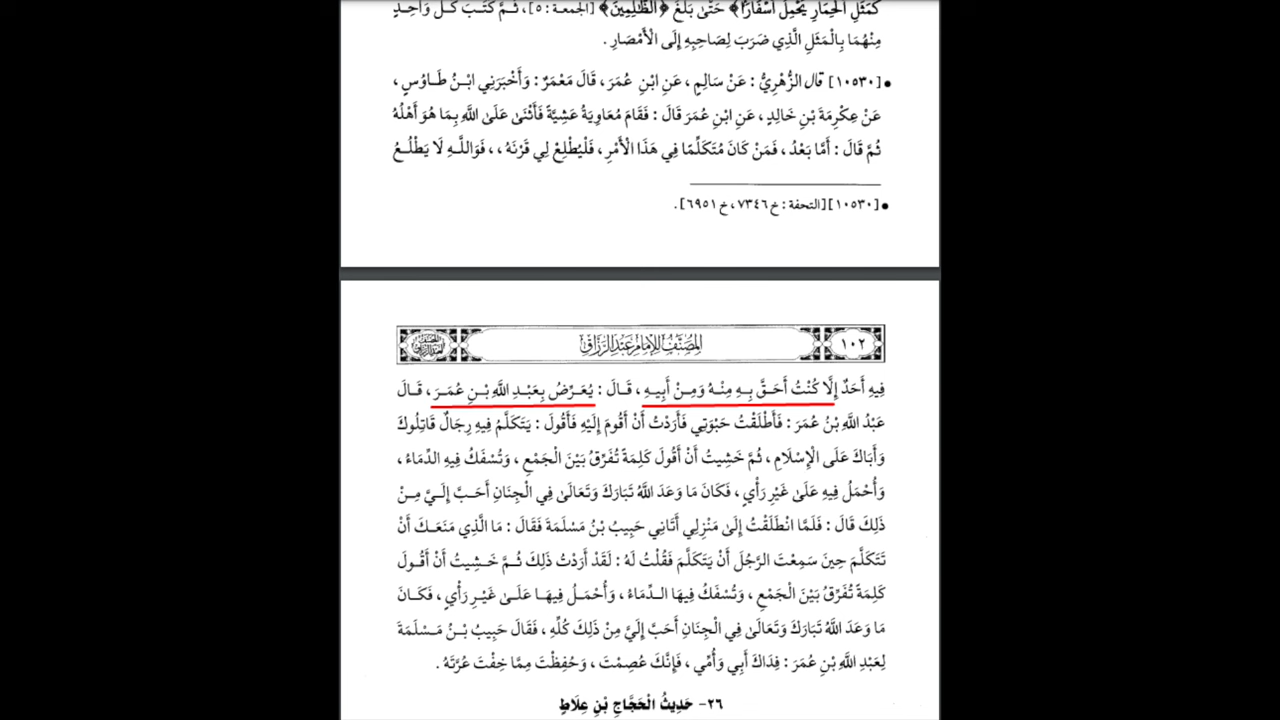 كَمَثَلِ الْحِمَارِ يَحْمِلُ أَسْفَارًا﴾ حَتَّىٰ بَلَغَ ﴿الظَّالِمِينَ﴾ [الجمعة : ٥] ، ثُمَّ كَتَبَ كُلُّ وَاحِدٍ
مِنْهُمَا بِالْمَثَلِ الَّذِي ضَرَبَ لِصَاحِبِهِ إِلَى الْأَمْصَارِ .
• [١٠٥٣٠] قال الزُّهْرِيُّ : عَنْ سَالِمٍ ، عَنِ ابْنِ عُمَرَ ، قَالَ مَعْمَرٌ : وَأَخْبَرَنِي ابْنُ طَاوُسٍ ،
عَنْ عِكْرِمَةَ بْنِ خَالِدٍ ، عَنِ ابْنِ عُمَرَ قَالَ : فَقَامَ مُعَاوِيَةُ عَشِيَّةً فَأَثْنَىٰ عَلَى اللَّهِ بِمَا هُوَ أَهْلُهُ
ثُمَّ قَالَ : أَمَّا بَعْدُ ، فَمَنْ كَانَ مُتَكَلِّمًا فِي هَذَا الْأَمْرِ ، فَلْيُطْلِعْ لِي قَرْنَهُ ، ، فَوَاللَّهِ لَا يَطْلُعُ
• [١٠٥٣٠] [التحفة : خ ٧٣٤٦ ، خ ٦٩٥١] .
١٠٢
المُصَنَّفُ لِلإِمَامِ عَبْدِ الرَّزَّاقِ
فِيهِ أَحَدٌ إِلَّا كُنْتُ أَحَقَّ بِهِ مِنْهُ وَمِنْ أَبِيهِ ، قَالَ : يُعَرِّضُ بِعَبْدِ اللَّهِ بْنِ عُمَرَ ، قَالَ
عَبْدُ اللَّهِ بْنُ عُمَرَ : فَأَطْلَقْتُ حَبْوَتِي فَأَرَدْتُ أَنْ أَقُومَ إِلَيْهِ فَأَقُولَ : يَتَكَلَّمُ فِيهِ رِجَالٌ قَاتِلُوكَ
وَأَبَاكَ عَلَى الْإِسْلَامِ ، ثُمَّ خَشِيتُ أَنْ أَقُولَ كَلِمَةً تُفَرِّقُ بَيْنَ الْجَمْعِ ، وَتُسْفَكُ فِيهِ الدِّمَاءُ ،
وَأُحْمَلُ فِيهِ عَلَىٰ غَيْرِ رَأْيٍ ، فَكَانَ مَا وَعَدَ اللَّهُ تَبَارَكَ وَتَعَالَىٰ فِي الْجِنَانِ أَحَبَّ إِلَيَّ مِنْ
ذَلِكَ قَالَ : فَلَمَّا انْطَلَقْتُ إِلَىٰ مَنْزِلِي أَتَانِي حَبِيبُ بْنُ مَسْلَمَةَ فَقَالَ : مَا الَّذِي مَنَعَكَ أَنْ
تَتَكَلَّمَ حِينَ سَمِعْتَ الرَّجُلَ أَنْ يَتَكَلَّمَ فَقُلْتُ لَهُ : لَقَدْ أَرَدْتُ ذَلِكَ ثُمَّ خَشِيتُ أَنْ أَقُولَ
كَلِمَةً تُفَرِّقُ بَيْنَ الْجَمْعِ ، وَتُسْفَكُ فِيهَا الدِّمَاءُ ، وَأُحْمَلُ فِيهَا عَلَىٰ غَيْرِ رَأْيٍ ، فَكَانَ
مَا وَعَدَ اللَّهُ تَبَارَكَ وَتَعَالَىٰ فِي الْجِنَانِ أَحَبَّ إِلَيَّ مِنْ ذَلِكَ كُلِّهِ ، فَقَالَ حَبِيبُ بْنُ مَسْلَمَةَ
لِعَبْدِ اللَّهِ بْنِ عُمَرَ : فِدَاكَ أَبِي وَأُمِّي ، فَإِنَّكَ عُصِمْتَ ، وَحُفِظْتَ مِمَّا خِفْتَ عُرَّتَهُ .
٢٦- حَدِيثُ الْحَجَّاجِ بْنِ عِلَاطٍ